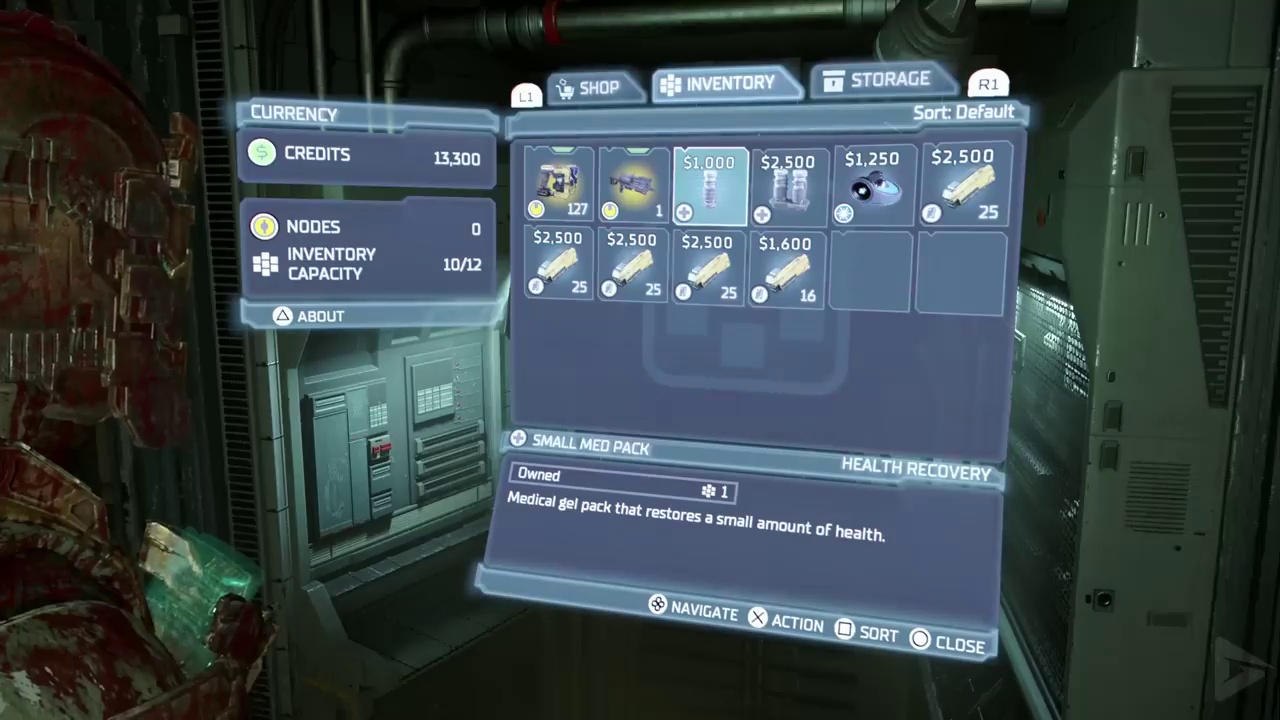 L1
SHOP
INVENTORY
STORAGE
R1
CURRENCY
Sort: Default
CREDITS 13,300
NODES 0
INVENTORY CAPACITY 10/12
ABOUT
127
1
$1,000
$2,500
$1,250
$2,500
25
$2,500
25
$2,500
25
$2,500
25
$1,600
16
SMALL MED PACK
HEALTH RECOVERY
Owned 1
Medical gel pack that restores a small amount of health.
NAVIGATE ACTION SORT CLOSE